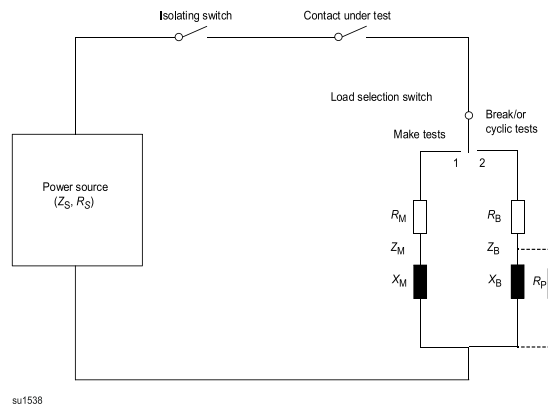 Isolating switch
Contact under test
Load selection switch
Break/or
cyclic tests
Make tests
1
2
Power source
(ZS, RS)
RM
RB
ZM
ZB
XM
XB
RP
su1538